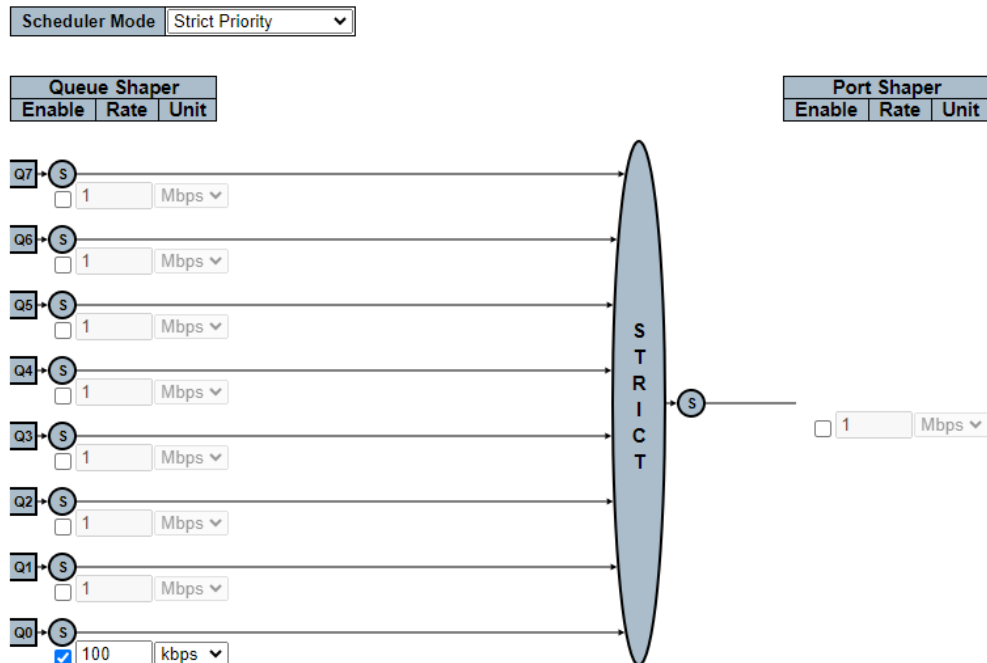 Scheduler Mode Strict Priority
Queue Shaper
Enable Rate Unit
Port Shaper
Enable Rate Unit
Q7 S
1 Mbps
Q6 S
1 Mbps
Q5 S
1 Mbps
Q4 S
1 Mbps
Q3 S
1 Mbps
Q2 S
1 Mbps
Q1 S
1 Mbps
Q0 S
100 kbps
S
T
R
I
C
T
S
1 Mbps